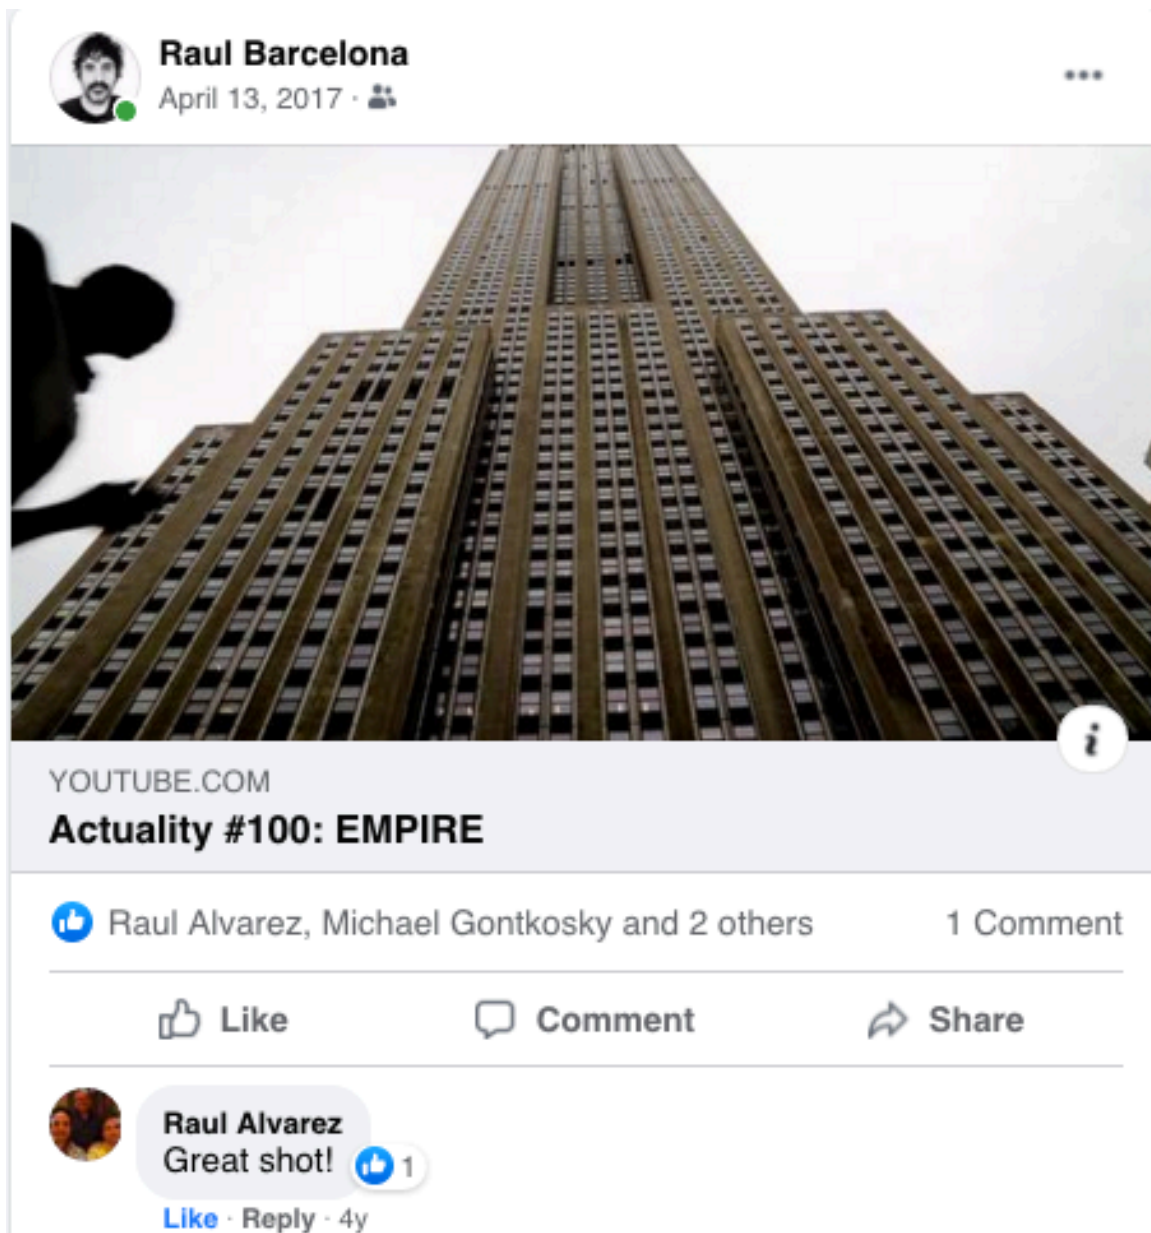 Raul Barcelona
April 13, 2017 ·
YOUTUBE.COM
Actuality #100: EMPIRE
Raul Alvarez, Michael Gontkosky and 2 others 1 Comment
Like Comment Share
Raul Alvarez
Great shot! 1
Like · Reply · 4y